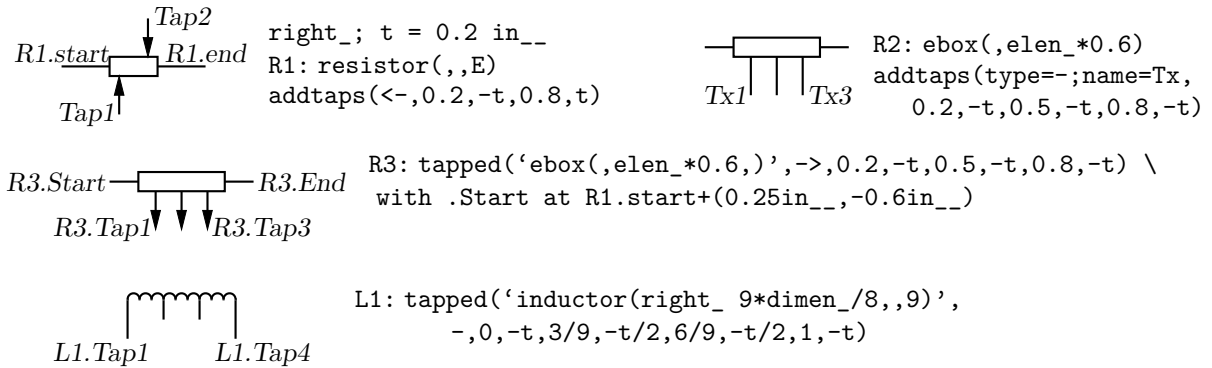 Tap2
R1.start R1.end
Tap1
right_; t = 0.2 in__
R1: resistor(,,E)
addtaps(<-,0.2,-t,0.8,t)
Tx1 Tx3
R2: ebox(,elen_*0.6)
addtaps(type=-;name=Tx,
0.2,-t,0.5,-t,0.8,-t)
R3.Start R3.End
R3.Tap1 R3.Tap3
R3: tapped(‘ebox(,elen_*0.6,)’,->,0.2,-t,0.5,-t,0.8,-t) \
with .Start at R1.start+(0.25in__,-0.6in__)
L1.Tap1 L1.Tap4
L1: tapped(‘inductor(right_ 9*dimen_/8,,9)’,
-,0,-t,3/9,-t/2,6/9,-t/2,1,-t)